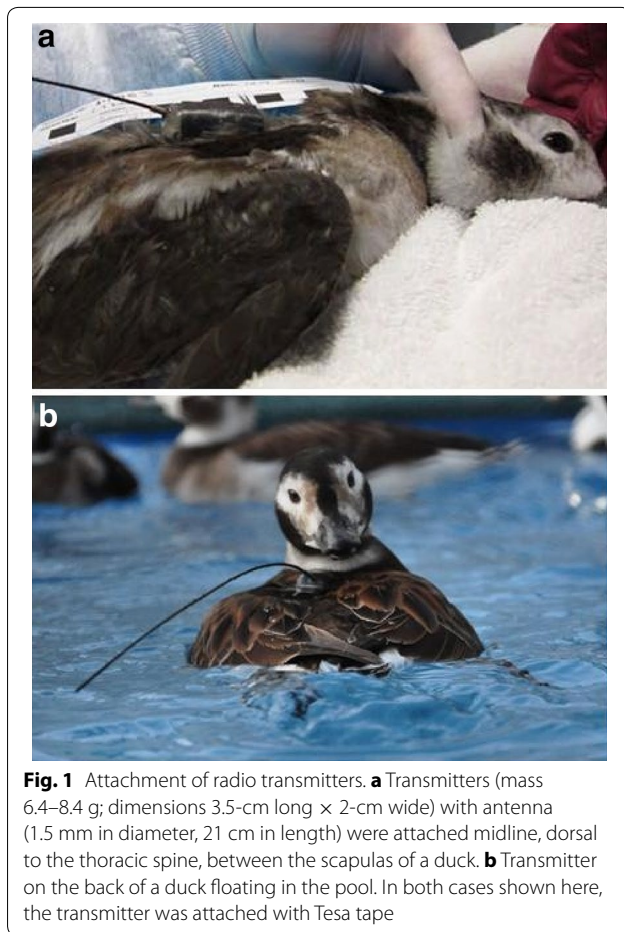 a
b
Fig. 1 Attachment of radio transmitters. a Transmitters (mass
6.4–8.4 g; dimensions 3.5-cm long × 2-cm wide) with antenna
(1.5 mm in diameter, 21 cm in length) were attached midline, dorsal
to the thoracic spine, between the scapulas of a duck. b Transmitter
on the back of a duck floating in the pool. In both cases shown here,
the transmitter was attached with Tesa tape